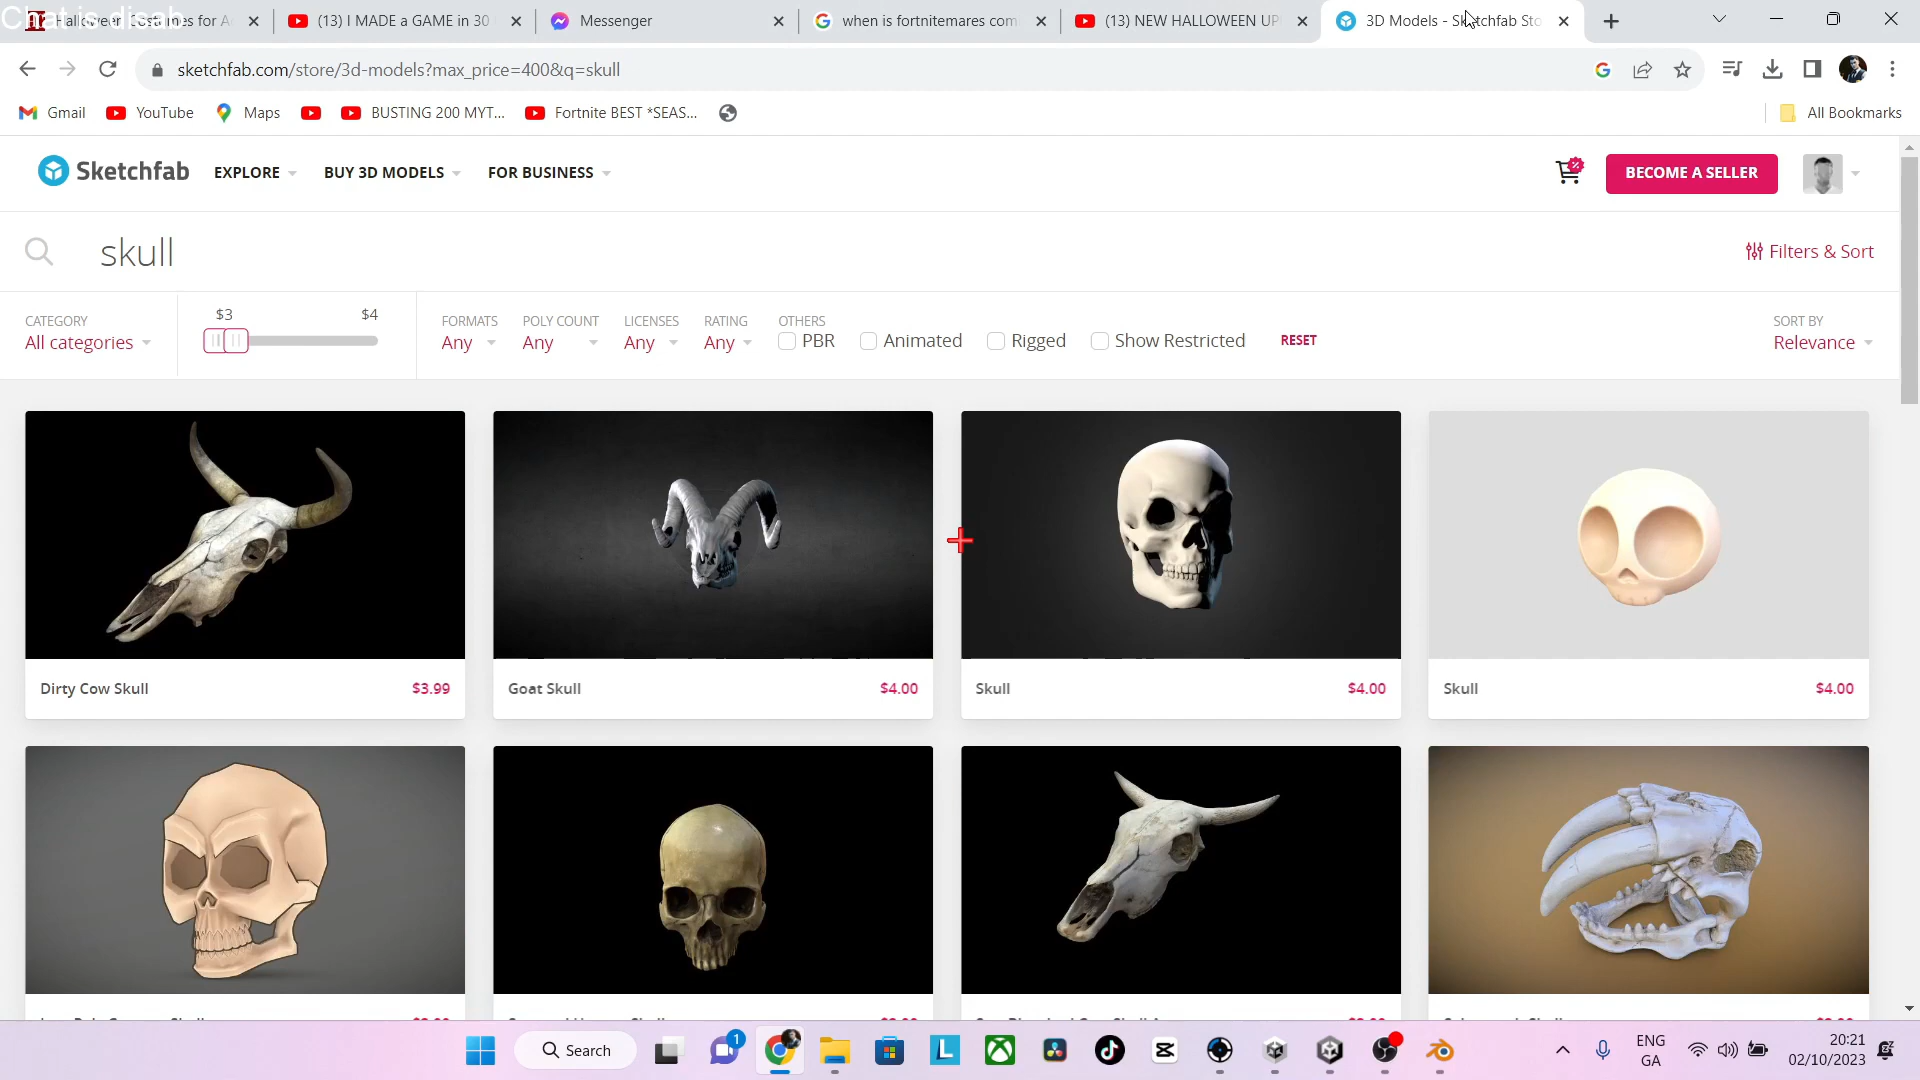 Chat is disab
Halloween costumes for A
(13) I MADE a GAME in 30
Messenger
when is fortnitemares com
(13) NEW HALLOWEEN UP
3D Models - Sketchfab Sto
sketchfab.com/store/3d-models?max_price=400&q=skull
Gmail
YouTube
Maps
BUSTING 200 MYT...
Fortnite BEST *SEAS...
All Bookmarks
Sketchfab
EXPLORE
BUY 3D MODELS
FOR BUSINESS
BECOME A SELLER
skull
Filters & Sort
CATEGORY
All categories
$3
$4
FORMATS
Any
POLY COUNT
Any
LICENSES
Any
RATING
Any
OTHERS
PBR
Animated
Rigged
Show Restricted
RESET
SORT BY
Relevance
Dirty Cow Skull
$3.99
Goat Skull
$4.00
Skull
$4.00
Skull
$4.00
Search
1
ENG
GA
20:21
02/10/2023